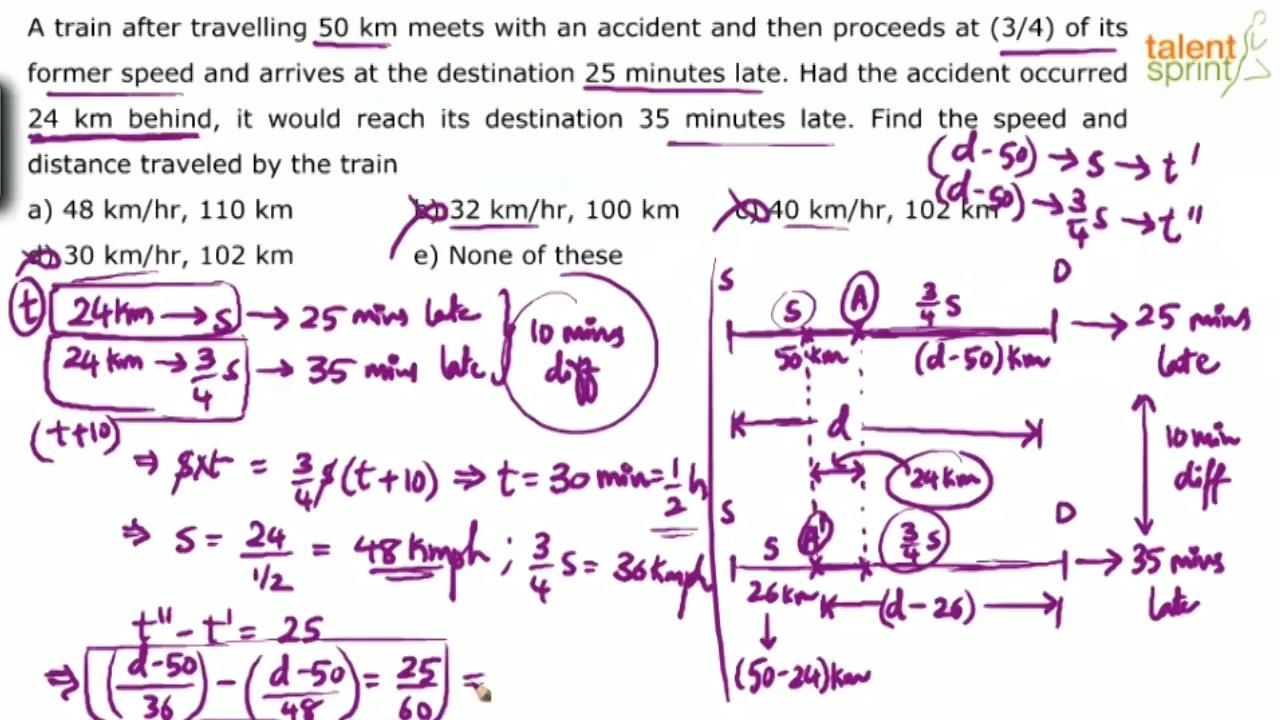 A train after travelling 50 km meets with an accident and then proceeds at (3/4) of its
former speed and arrives at the destination 25 minutes late. Had the accident occurred
24 km behind, it would reach its destination 35 minutes late. Find the speed and
distance traveled by the train
talent
sprint
a) 48 km/hr, 110 km
b) 32 km/hr, 100 km
c) 40 km/hr, 102 km
d) 30 km/hr, 102 km
e) None of these
(d-50) → s → t'
(d-50) → 3/4 s → t"
t
24km → s → 25 mins late
24 km → 3/4 s → 35 mins late
10 mins
diff
(t+10)
⇒ s×t = 3/4 s (t+10) ⇒ t = 30 min = 1/2 h
⇒ s = 24/1/2 = 48 kmph ; 3/4 s = 36 kmph
t" - t' = 25
⇒ (d-50/36) - (d-50/48) = 25/60 =
S
D
S A 3/4 s → 25 mins
late
50 km (d-50) km
d
24 km
10 min
diff
S
D
s A' 3/4 s → 35 mins
late
26 km (d-26)
(50-24) km